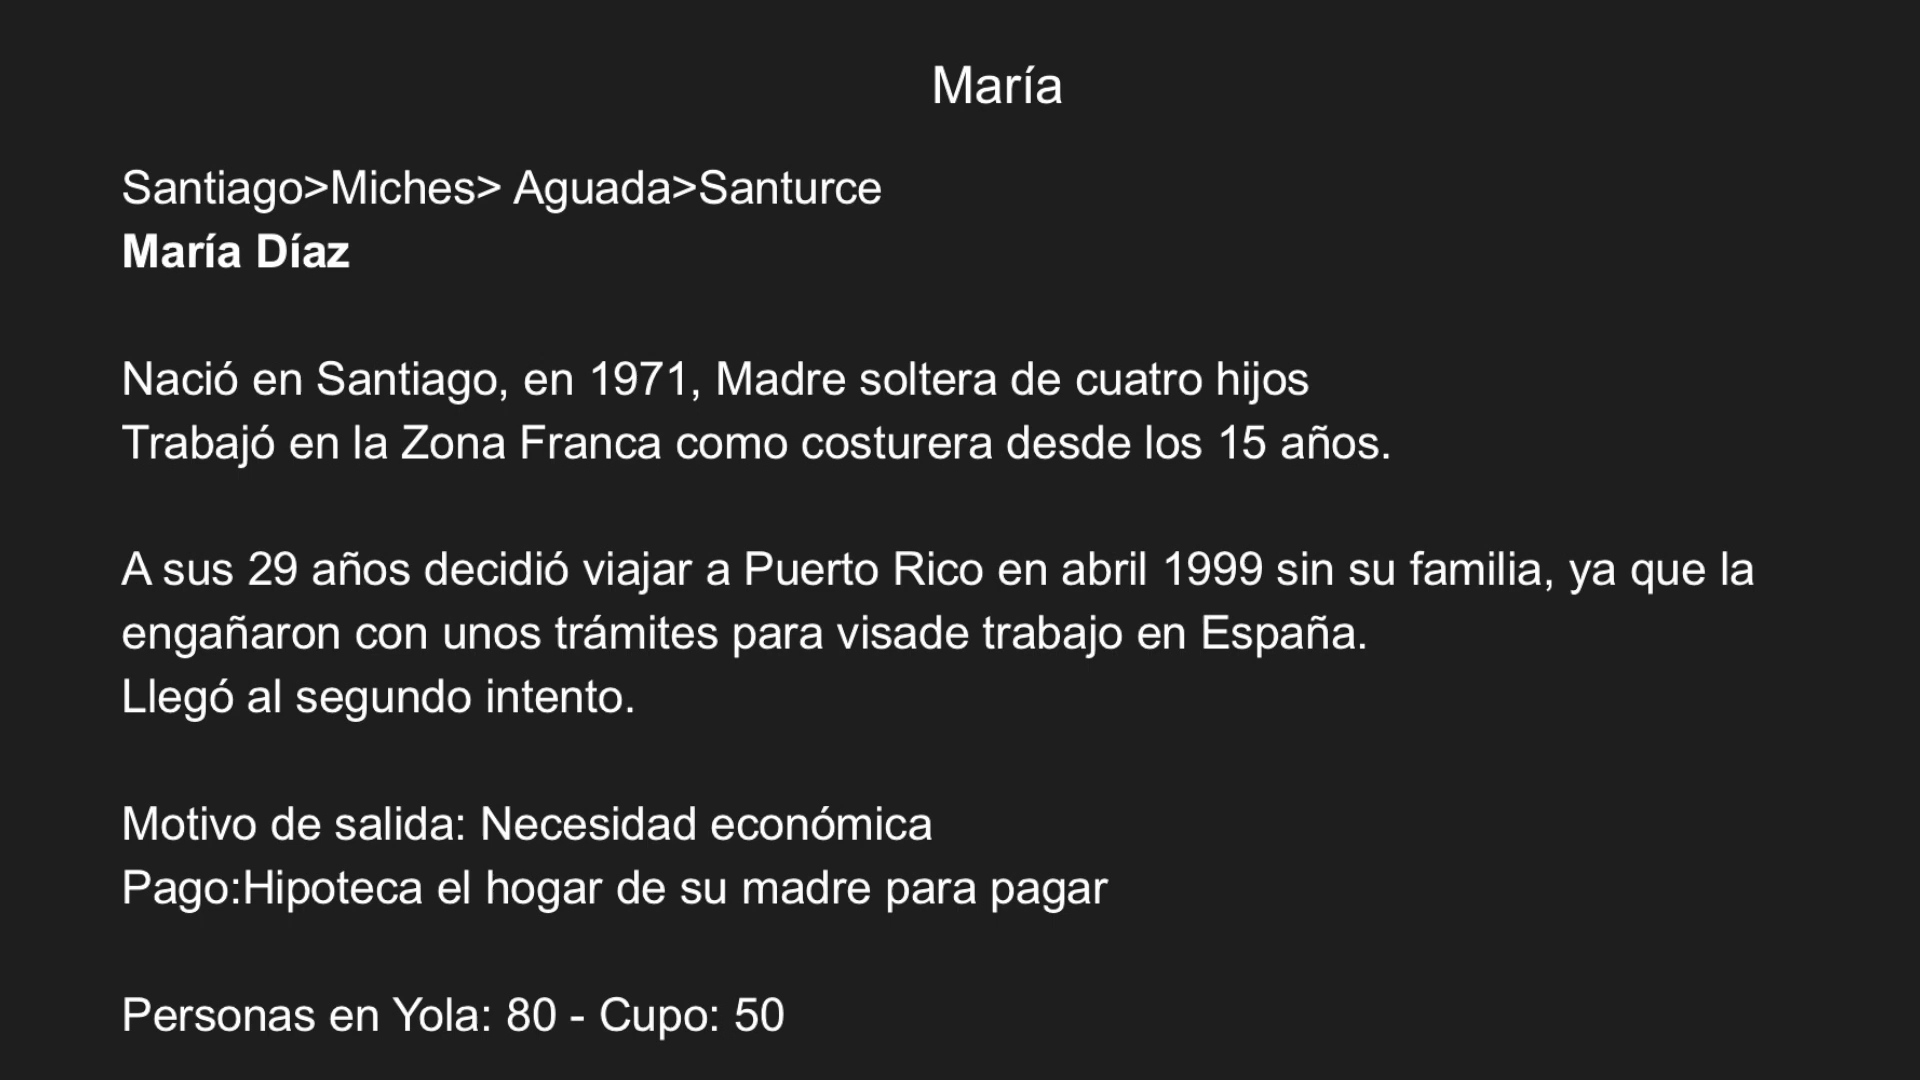 María
Santiago>Miches> Aguada>Santurce
María Díaz
Nació en Santiago, en 1971, Madre soltera de cuatro hijos
Trabajó en la Zona Franca como costurera desde los 15 años.
A sus 29 años decidió viajar a Puerto Rico en abril 1999 sin su familia, ya que la
engañaron con unos trámites para visade trabajo en España.
Llegó al segundo intento.
Motivo de salida: Necesidad económica
Pago:Hipoteca el hogar de su madre para pagar
Personas en Yola: 80 - Cupo: 50